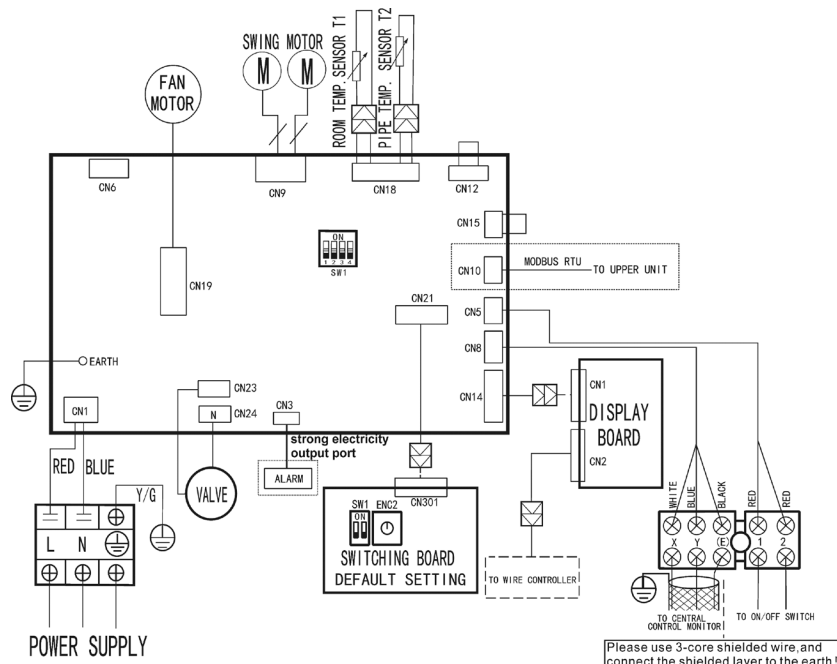 SWING MOTOR
M
M
ROOM TEMP. SENSOR T1
PIPE TEMP. SENSOR T2
FAN
MOTOR
CN6
CN9
CN18
CN12
CN15
ON
1 2 3 4
SW1
CN10
MODBUS RTU
TO UPPER UNIT
CN19
CN21
CN5
CN8
EARTH
CN14
CN1
DISPLAY
BOARD
CN2
CN23
N
CN24
CN3
CN1
strong electricity
output port
RED
BLUE
Y/G
VALVE
ALARM
CN301
SW1
ON
ENC2
SWITCHING BOARD
DEFAULT SETTING
TO WIRE CONTROLLER
WHITE
BLUE
BLACK
RED
RED
L
N
X
Y
(E)
1
2
TO CENTRAL
CONTROL MONITOR
TO ON/OFF SWITCH
POWER SUPPLY
Please use 3-core shielded wire,and
connect the shielded layer to the earth!